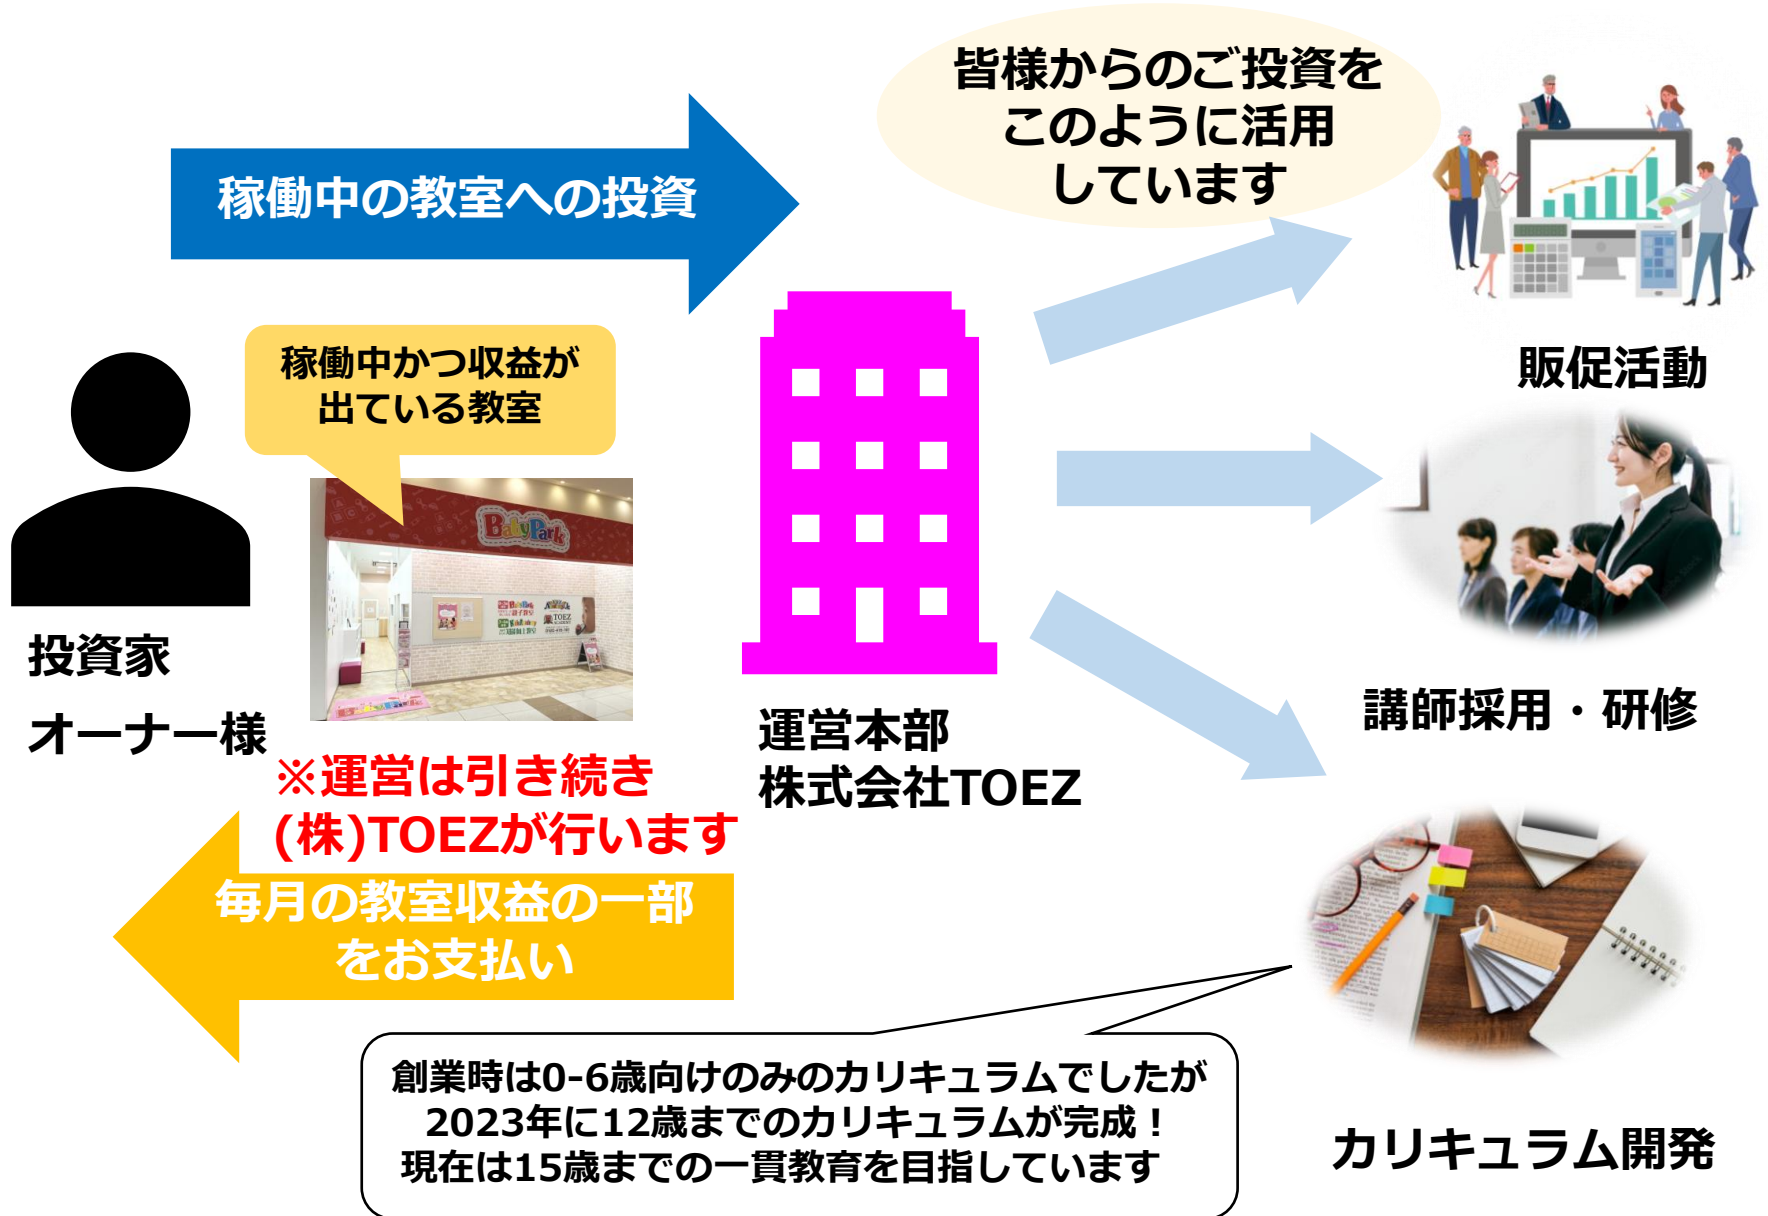 皆様からのご投資を
このように活用
しています
稼働中の教室への投資
稼働中かつ収益が
出ている教室
BabyPark
TOEZ
投資家
オーナー様
※運営は引き続き
(株)TOEZが行います
毎月の教室収益の一部
をお支払い
運営本部
株式会社TOEZ
販促活動
講師採用・研修
カリキュラム開発
創業時は0-6歳向けのみのカリキュラムでしたが
2023年に12歳までのカリキュラムが完成！
現在は15歳までの一貫教育を目指しています